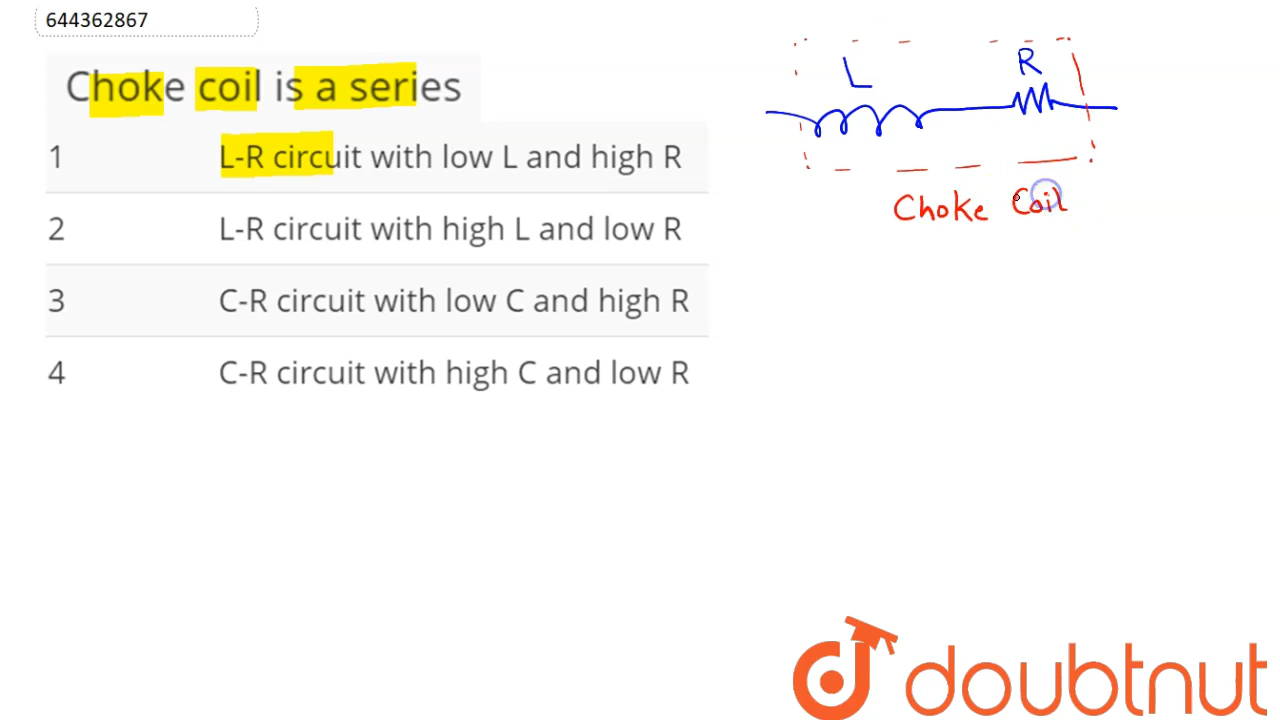 644362867
Choke coil is a series
1 L-R circuit with low L and high R
2 L-R circuit with high L and low R
3 C-R circuit with low C and high R
4 C-R circuit with high C and low R
L R
Choke Coil
doubtnut